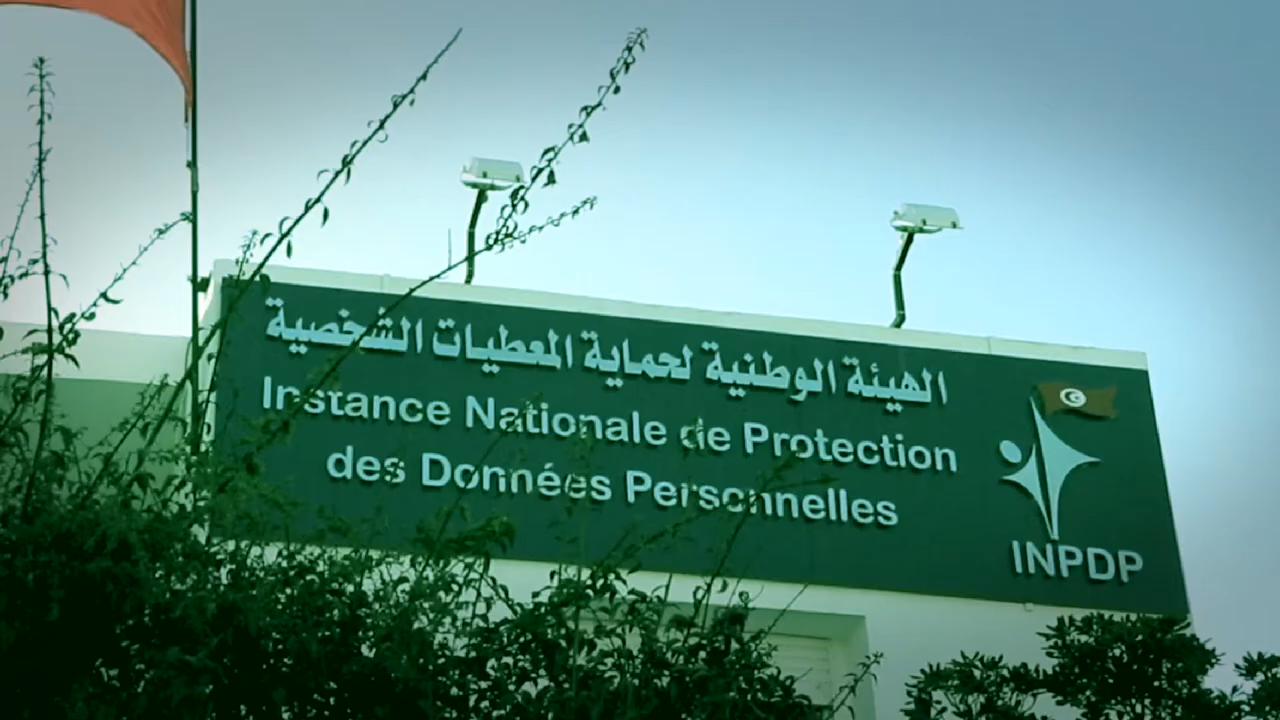 الهيئة الوطنية لحماية المعطيات الشخصية
Instance Nationale de Protection
des Données Personnelles
INPDP